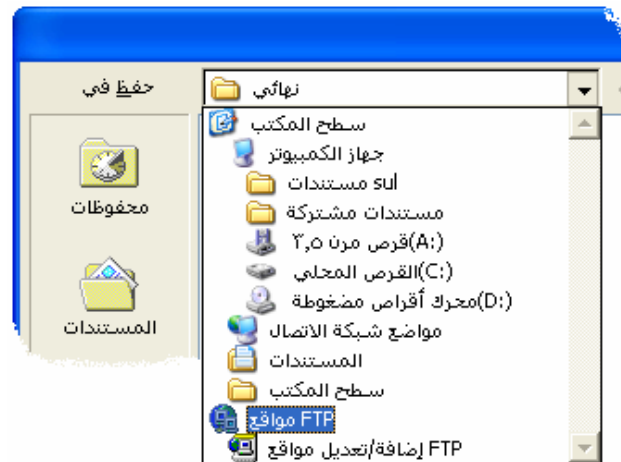 حفظ في
نهائي
سطح المكتب
جهاز الكمبيوتر
مستندات sul
مستندات مشتركة
قرص مرن ٣,٥(A:)
القرص المحلي(C:)
محرك أقراص مضغوطة(D:)
مواضع شبكة الاتصال
المستندات
سطح المكتب
مواقع FTP
إضافة/تعديل مواقع FTP
محفوظات
المستندات